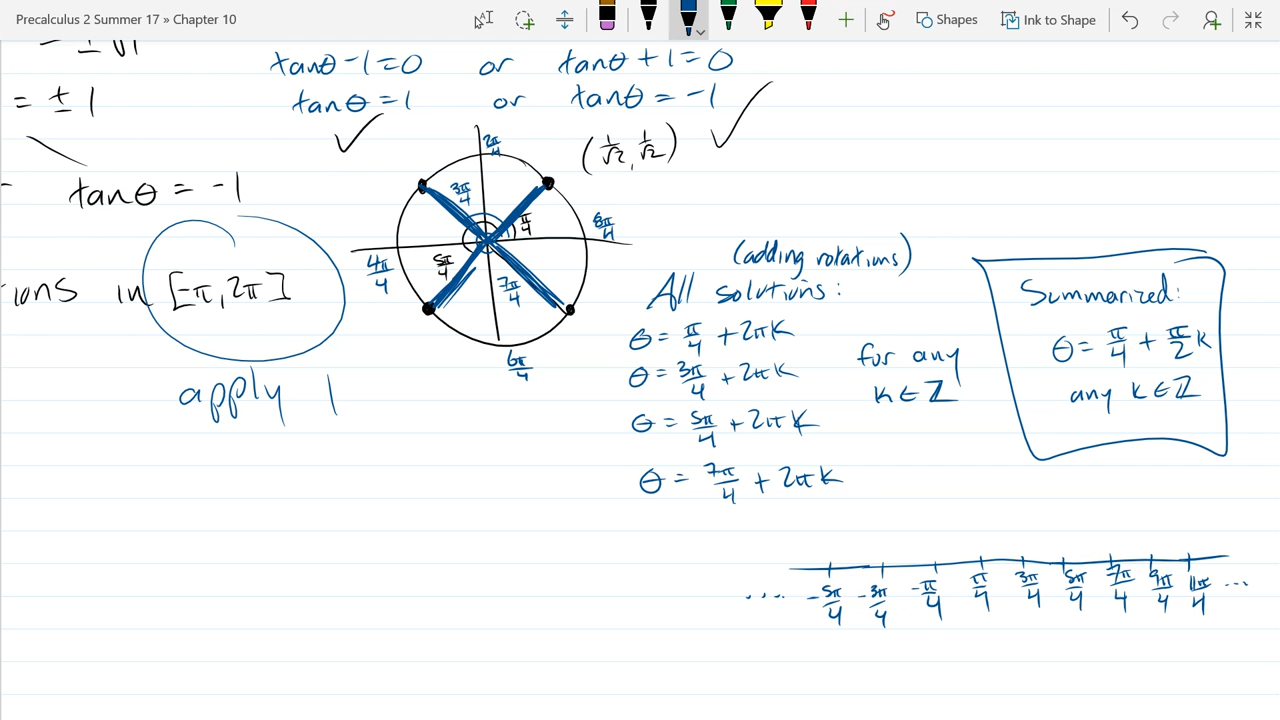 Precalculus 2 Summer 17 » Chapter 10
Shapes
Ink to Shape
= ± √1
= ± 1
tanθ = -1
tanθ - 1 = 0 or tanθ + 1 = 0
tanθ = 1 or tanθ = -1
(1/√2, 1/√2)
2π/4
3π/4
π/4
8π/4
4π/4
5π/4
7π/4
6π/4
in [-π, 2π]
apply
(adding rotations)
All solutions:
θ = π/4 + 2πk
θ = 3π/4 + 2πk
θ = 5π/4 + 2πk
θ = 7π/4 + 2πk
for any
k ∈ ℤ
Summarized:
θ = π/4 + π/2 k
any k ∈ ℤ
.... -5π/4 -3π/4 -π/4 π/4 3π/4 5π/4 7π/4 9π/4 11π/4 ...